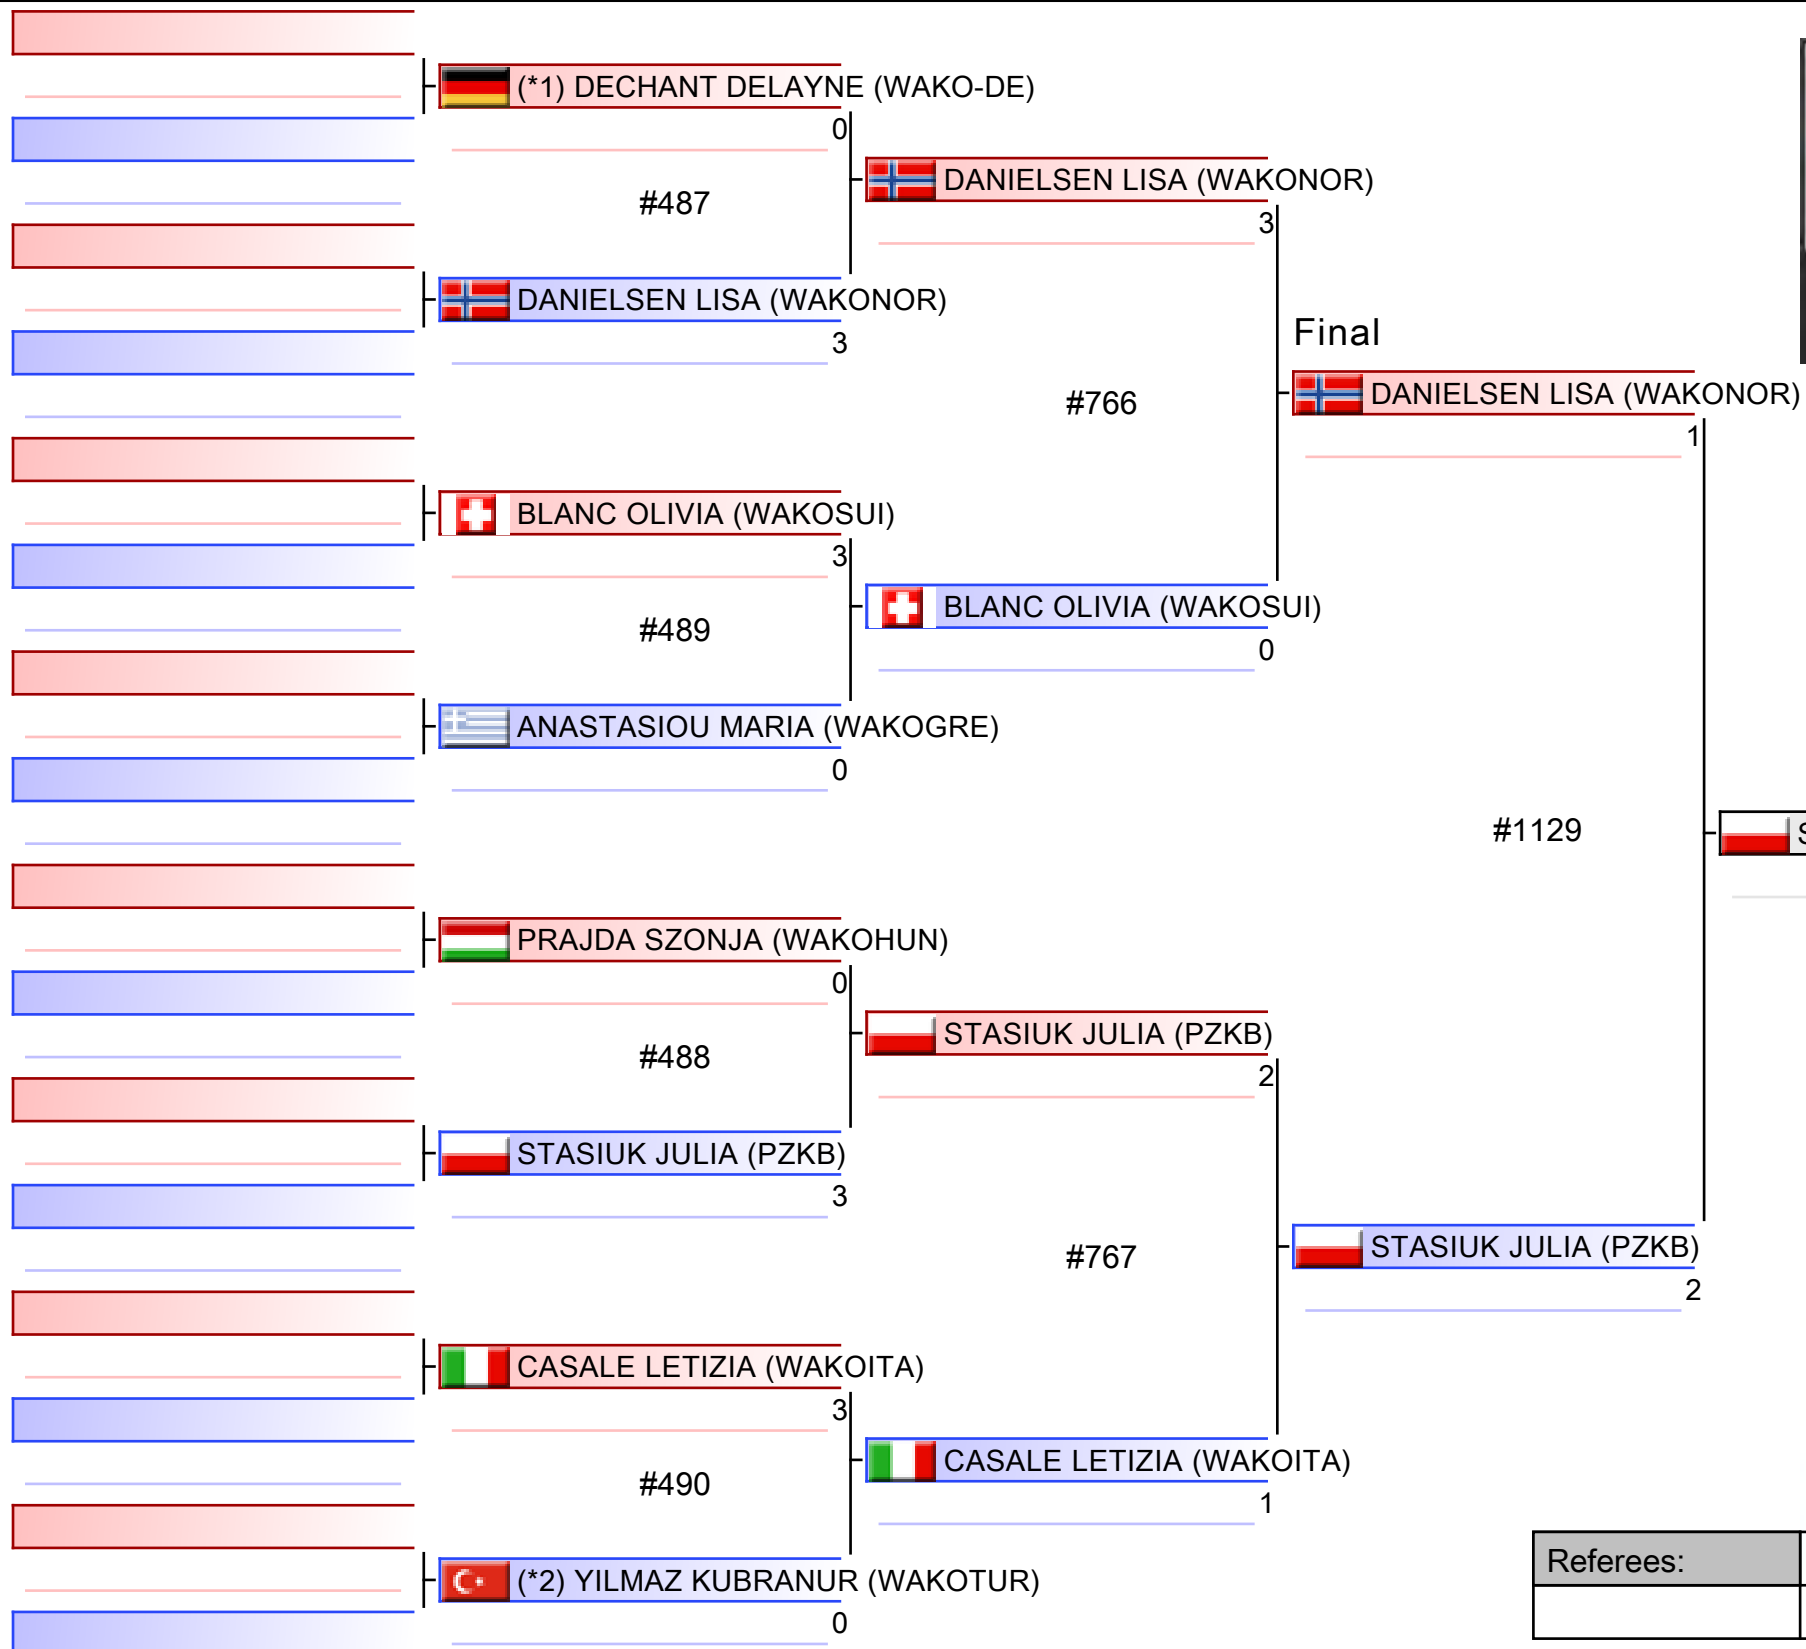 (*1) DECHANT DELAYNE (WAKO-DE)
0
#487
DANIELSEN LISA (WAKONOR)
3
BLANC OLIVIA (WAKOSUI)
3
#489
ANASTASIOU MARIA (WAKOGRE)
0
PRAJDA SZONJA (WAKOHUN)
0
#488
STASIUK JULIA (PZKB)
3
CASALE LETIZIA (WAKOITA)
3
#490
(*2) YILMAZ KUBRANUR (WAKOTUR)
0
DANIELSEN LISA (WAKONOR)
3
#766
BLANC OLIVIA (WAKOSUI)
0
STASIUK JULIA (PZKB)
2
#767
CASALE LETIZIA (WAKOITA)
1
Final
DANIELSEN LISA (WAKONOR)
1
#1129
STASIUK JULIA (PZKB)
2
Referees: